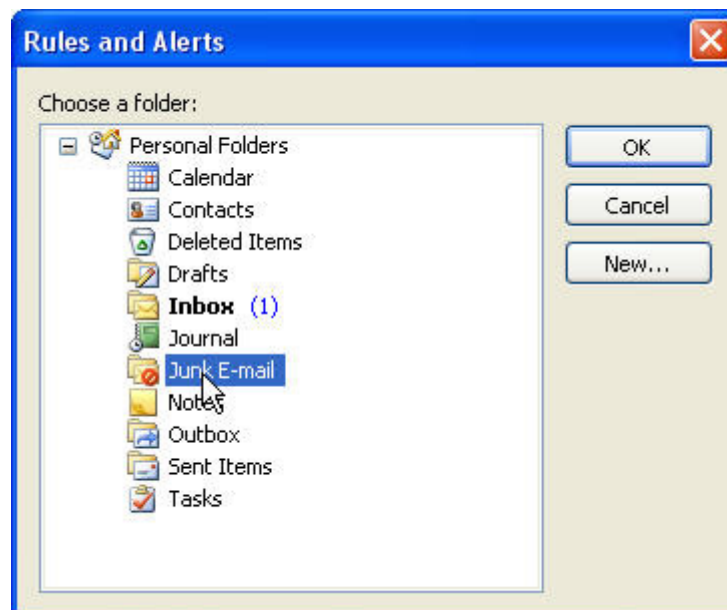 Rules and Alerts
Choose a folder:
Personal Folders
Calendar
Contacts
Deleted Items
Drafts
Inbox (1)
Journal
Junk E-mail
Notes
Outbox
Sent Items
Tasks
OK
Cancel
New...